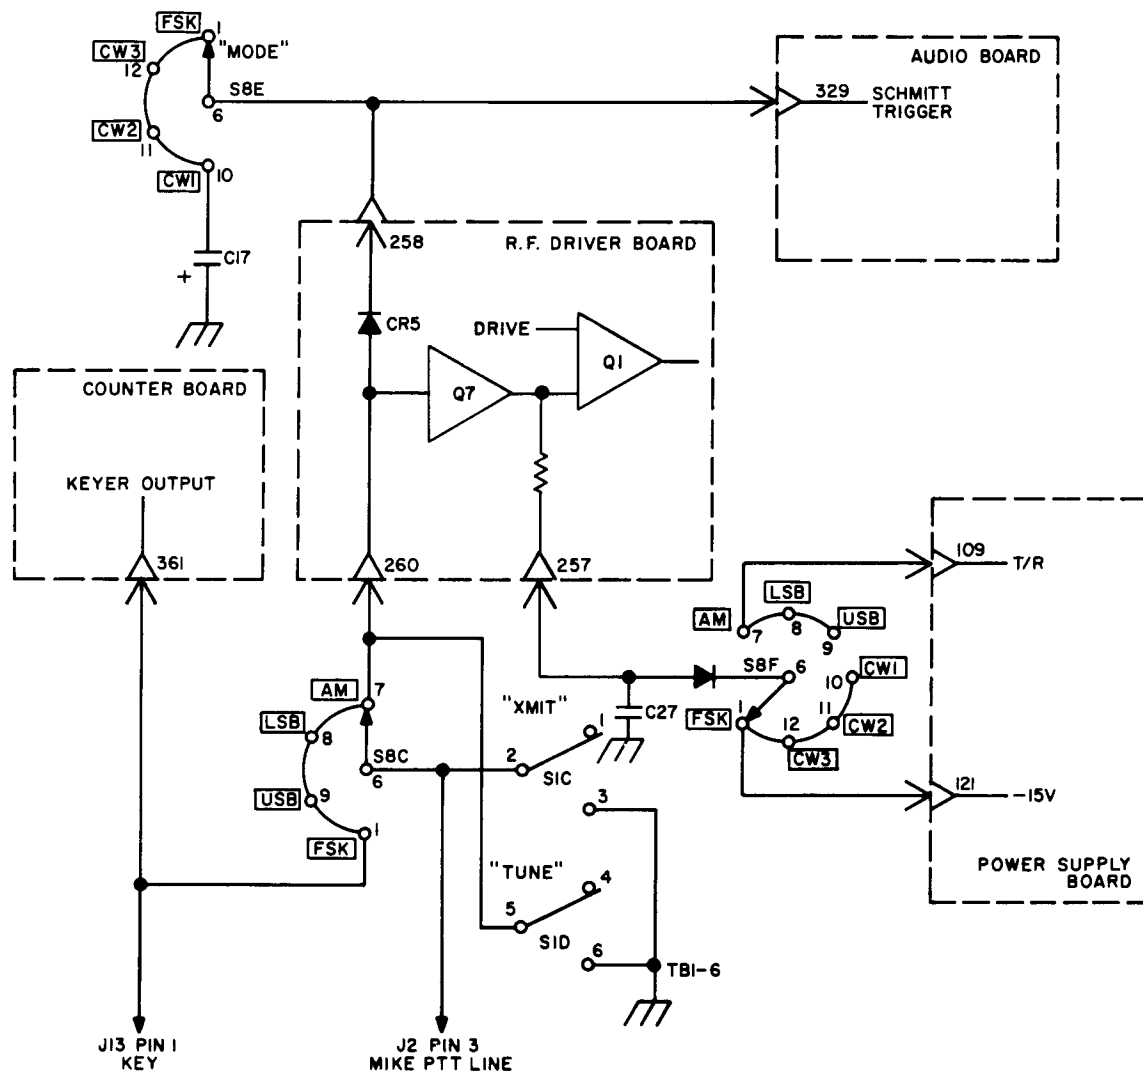 FSK
1
"MODE"
CW3
12
S8E
6
CW2
11
CW1
10
C17
+
AUDIO BOARD
329
SCHMITT
TRIGGER
258
R.F. DRIVER BOARD
CR5
DRIVE
Q1
Q7
COUNTER BOARD
KEYER OUTPUT
361
260
257
109
T/R
LSB
AM
7
8
USB
9
S8F
6
10
CW1
1
FSK
11
12
CW2
CW3
C27
AM
7
LSB
8
S8C
6
USB
9
1
FSK
"XMIT"
1
2
S1C
3
"TUNE"
4
5
S1D
6
TB1-6
121
-15V
POWER SUPPLY
BOARD
J13 PIN 1
KEY
J2 PIN 3
MIKE PTT LINE